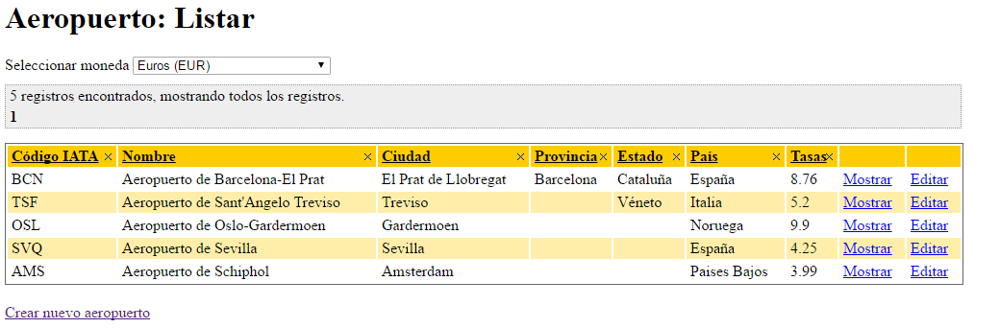 Aeropuerto: Listar
Seleccionar moneda Euros (EUR)
5 registros encontrados, mostrando todos los registros.
1
Código IATA Nombre Ciudad Provincia Estado País Tasas
BCN Aeropuerto de Barcelona-El Prat El Prat de Llobregat Barcelona Cataluña España 8.76 Mostrar Editar
TSF Aeropuerto de Sant'Angelo Treviso Treviso Véneto Italia 5.2 Mostrar Editar
OSL Aeropuerto de Oslo-Gardermoen Gardermoen Noruega 9.9 Mostrar Editar
SVQ Aeropuerto de Sevilla Sevilla España 4.25 Mostrar Editar
AMS Aeropuerto de Schiphol Amsterdam Paises Bajos 3.99 Mostrar Editar
Crear nuevo aeropuerto